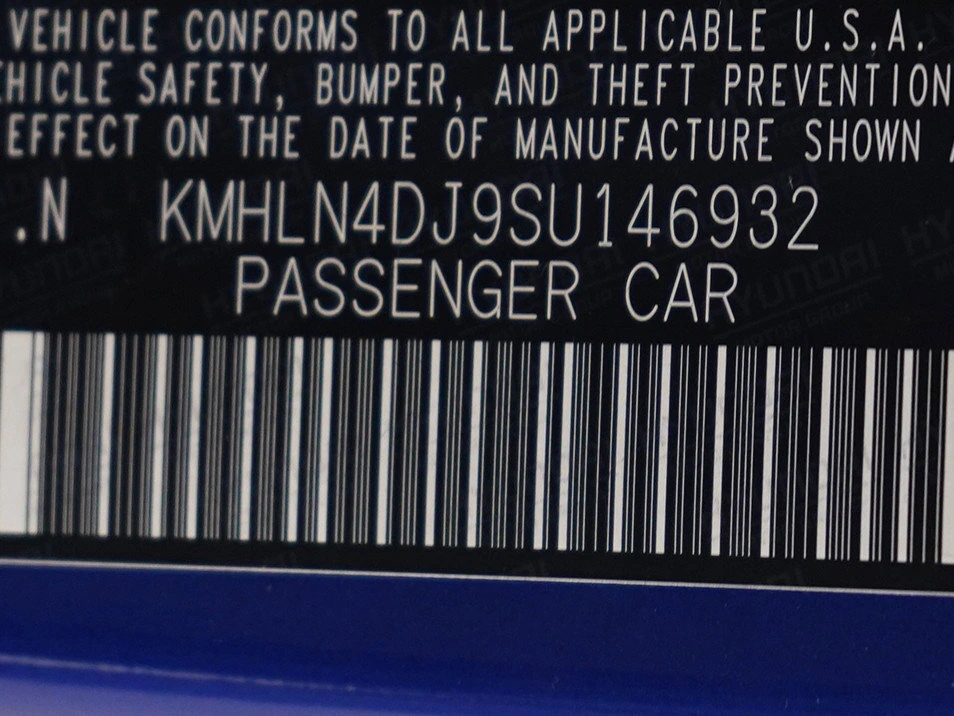 VEHICLE CONFORMS TO ALL APPLICABLE U.S.A.
HICLE SAFETY, BUMPER, AND THEFT PREVENTION
EFFECT ON THE DATE OF MANUFACTURE SHOWN
.N KMHLN4DJ9SU146932
PASSENGER CAR
HYUNDAI